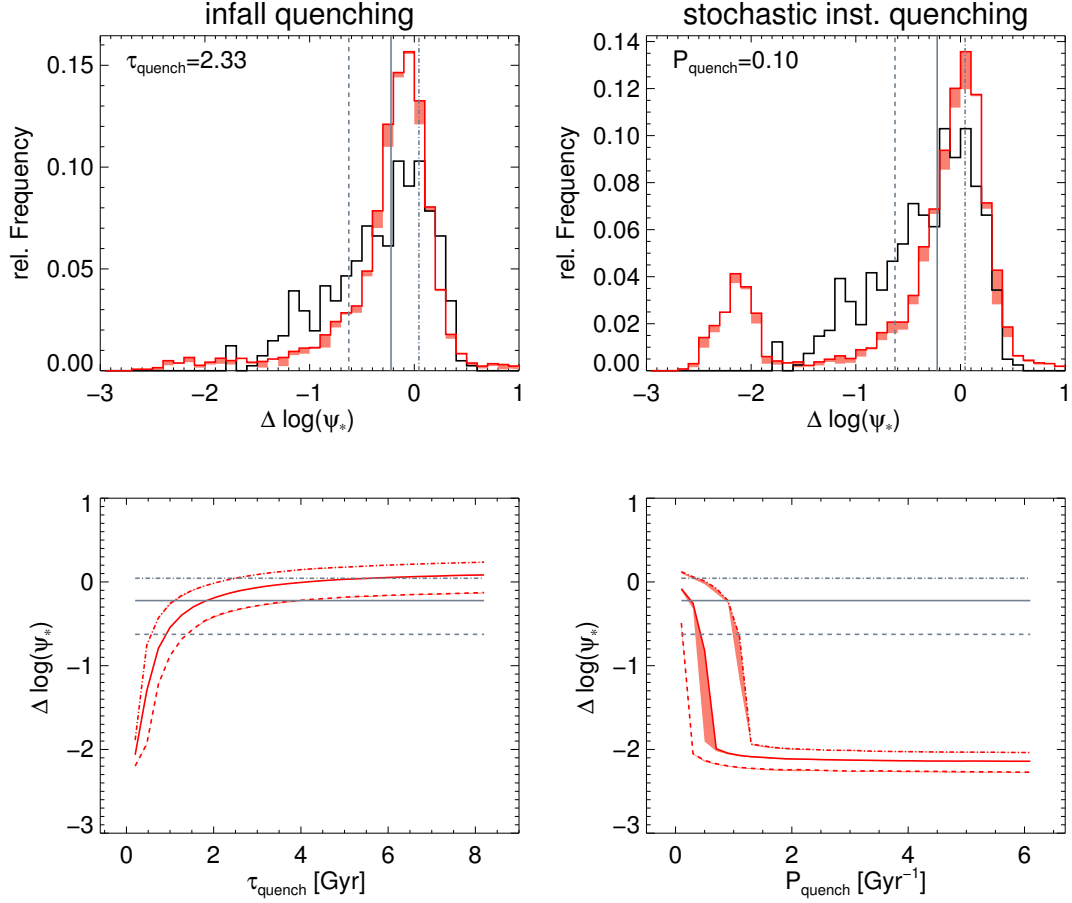 infall quenching
stochastic inst. quenching
τquench=2.33
Pquench=0.10
rel. Frequency
0.15
0.10
0.05
0.00
−3 −2 −1 0 1
Δ log(ψ*)
rel. Frequency
0.14
0.12
0.10
0.08
0.06
0.04
0.02
0.00
−3 −2 −1 0 1
Δ log(ψ*)
Δ log(ψ*)
1
0
−1
−2
−3
0 2 4 6 8
τquench [Gyr]
Δ log(ψ*)
1
0
−1
−2
−3
0 2 4 6
Pquench [Gyr⁻¹]